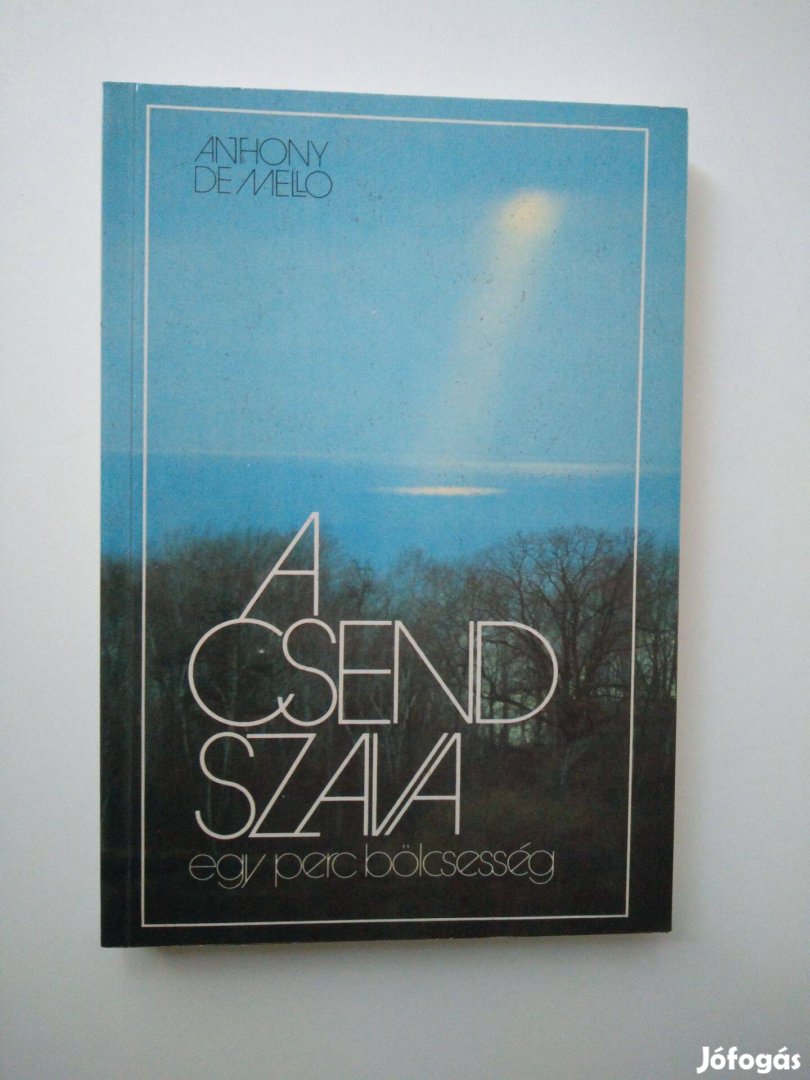 ANTHONY
DE MELLO
A
CSEND
SZAVA
egy perc bölcsesség
Jófogás